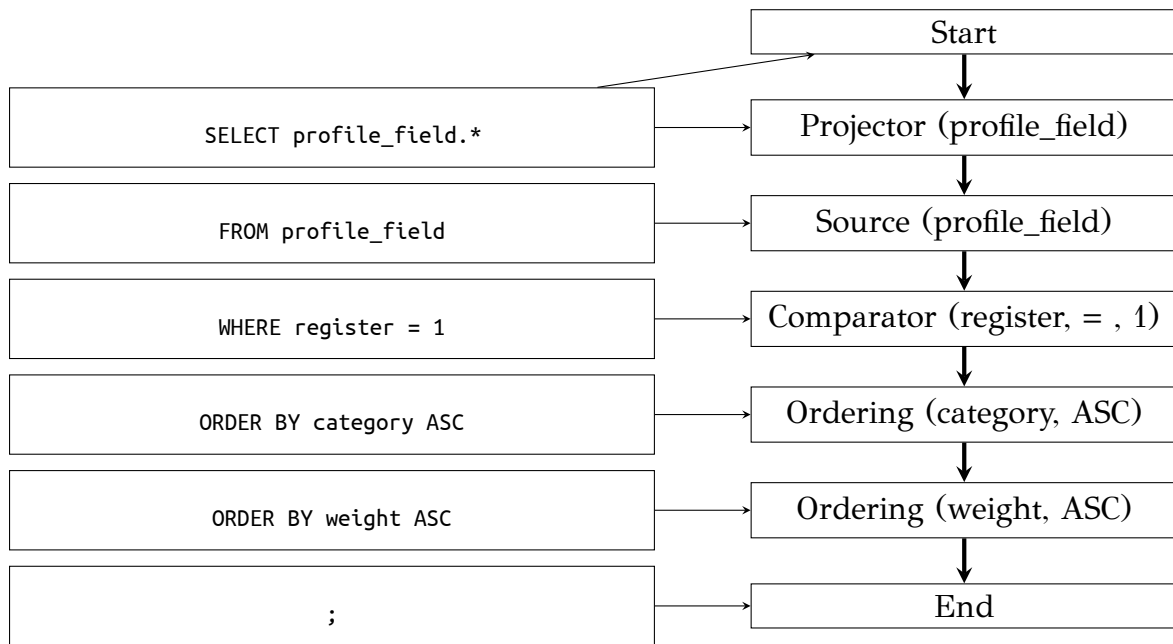 Start
SELECT profile_field.*
Projector (profile_field)
FROM profile_field
Source (profile_field)
WHERE register = 1
Comparator (register, = , 1)
ORDER BY category ASC
Ordering (category, ASC)
ORDER BY weight ASC
Ordering (weight, ASC)
;
End